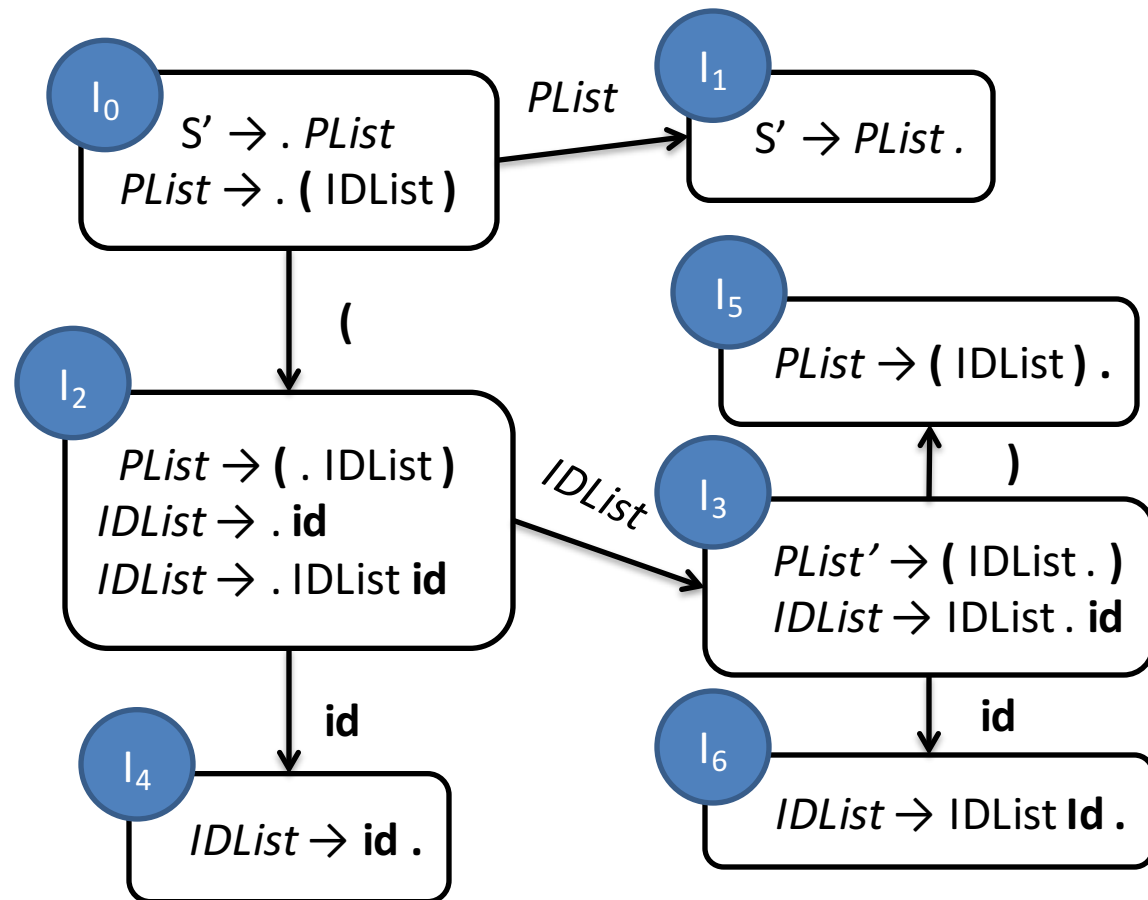 I₀
S’ → . PList
PList → . ( IDList )
PList
I₁
S’ → PList .
(
I₂
PList → ( . IDList )
IDList → . id
IDList → . IDList id
IDList
I₅
PList → ( IDList ) .
)
I₃
PList’ → ( IDList . )
IDList → IDList . id
id
I₄
IDList → id .
id
I₆
IDList → IDList Id .